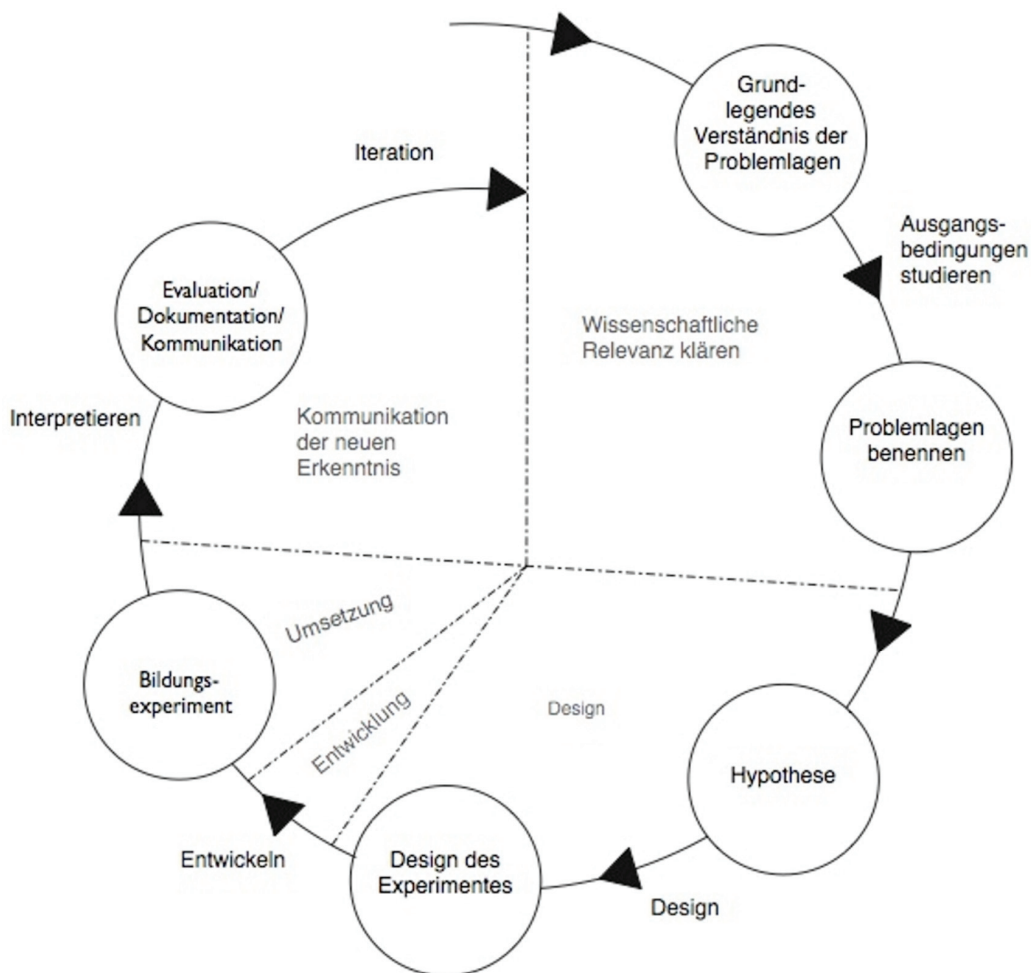 Grund-
legendes
Verständnis der
Problemlagen
Ausgangs-
bedingungen
studieren
Problemlagen
benennen
Hypothese
Design
Design des
Experimentes
Entwickeln
Bildungs-
experiment
Interpretieren
Evaluation/
Dokumentation/
Kommunikation
Iteration
Wissenschaftliche
Relevanz klären
Design
Entwicklung
Umsetzung
Kommunikation
der neuen
Erkenntnis